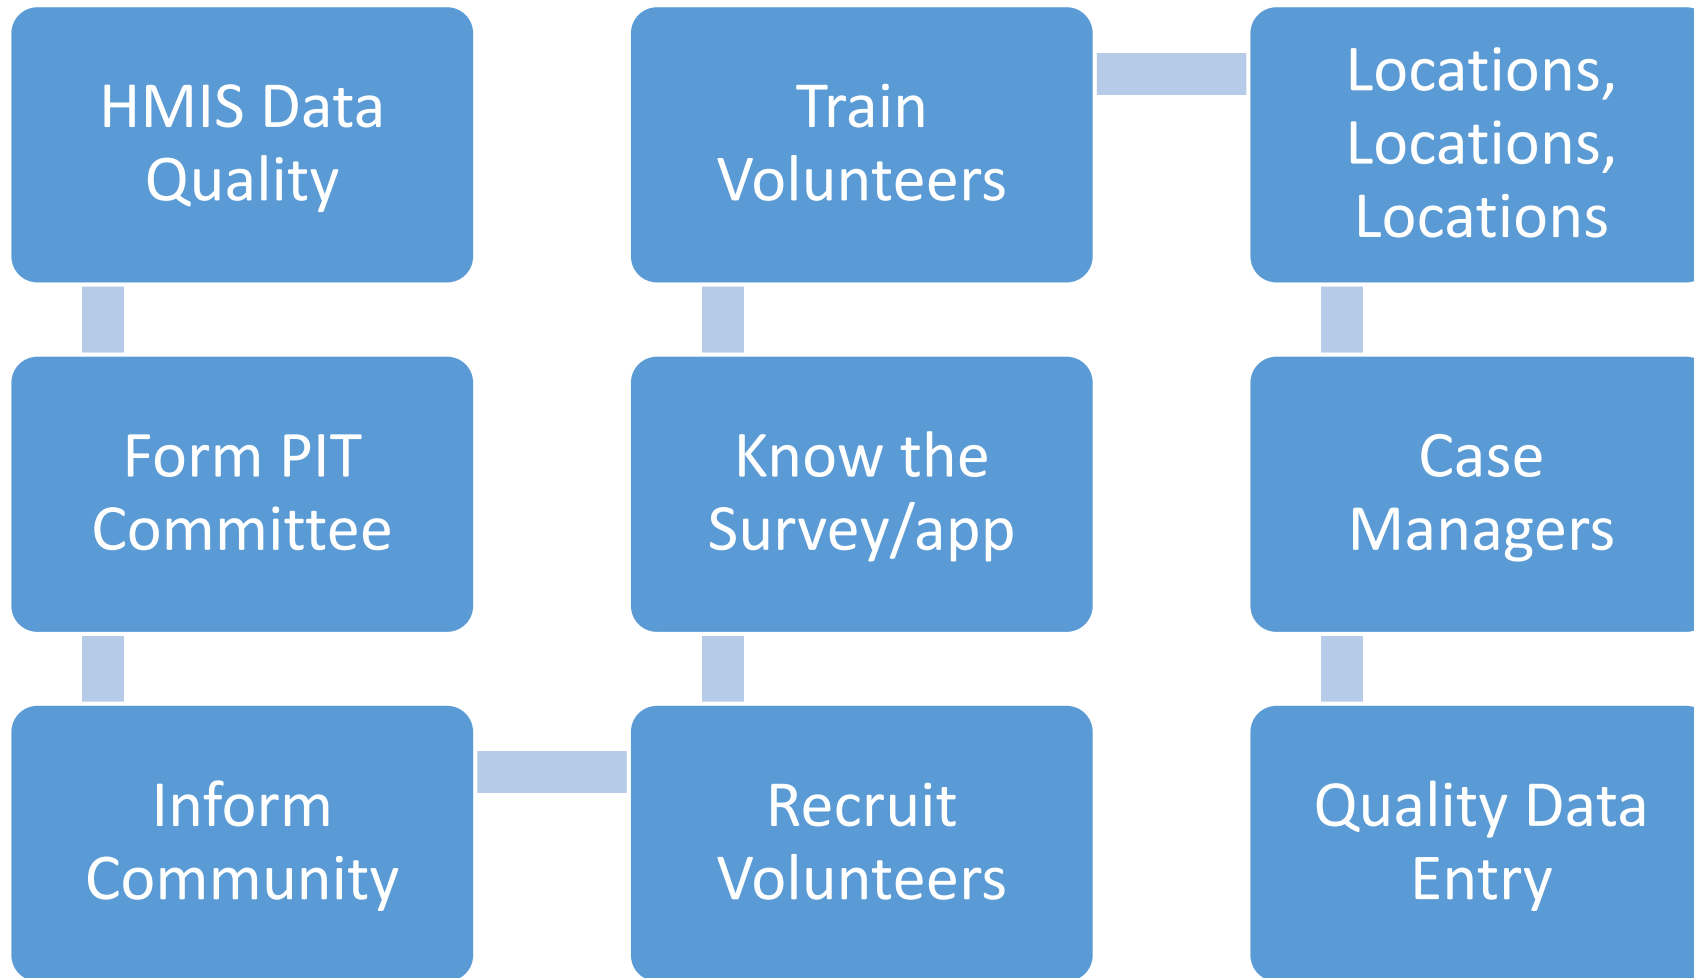 HMIS Data
Quality
Form PIT
Committee
Inform
Community
Recruit
Volunteers
Know the
Survey/app
Train
Volunteers
Locations,
Locations,
Locations
Case
Managers
Quality Data
Entry